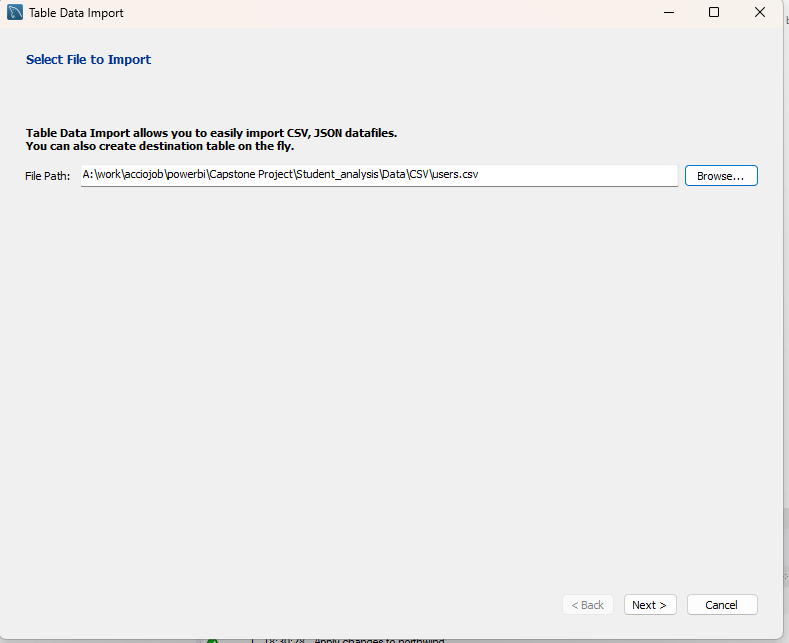 Table Data Import
Select File to Import
Table Data Import allows you to easily import CSV, JSON datafiles.
You can also create destination table on the fly.
File Path: A:\work\acciojob\powerbi\Capstone Project\Student_analysis\Data\CSV\users.csv Browse...
< Back Next > Cancel
18:30:28 Apply changes to northwind